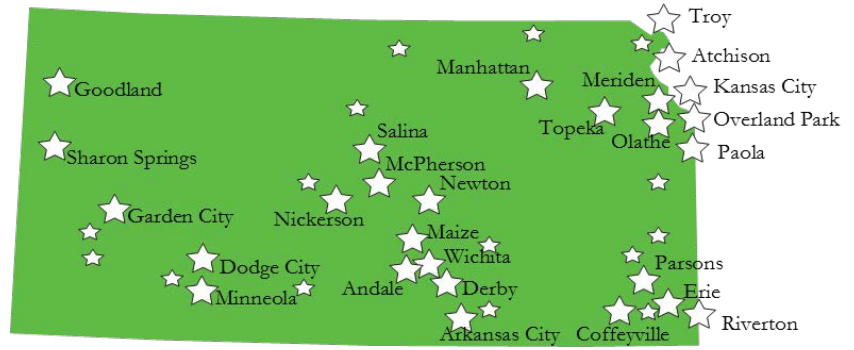 Troy
Atchison
Manhattan
Meriden
Kansas City
Goodland
Overland Park
Topeka
Olathe
Salina
Paola
Sharon Springs
McPherson
Newton
Garden City
Nickerson
Maize
Wichita
Parsons
Dodge City
Andale
Derby
Erie
Minneola
Riverton
Arkansas City
Coffeyville